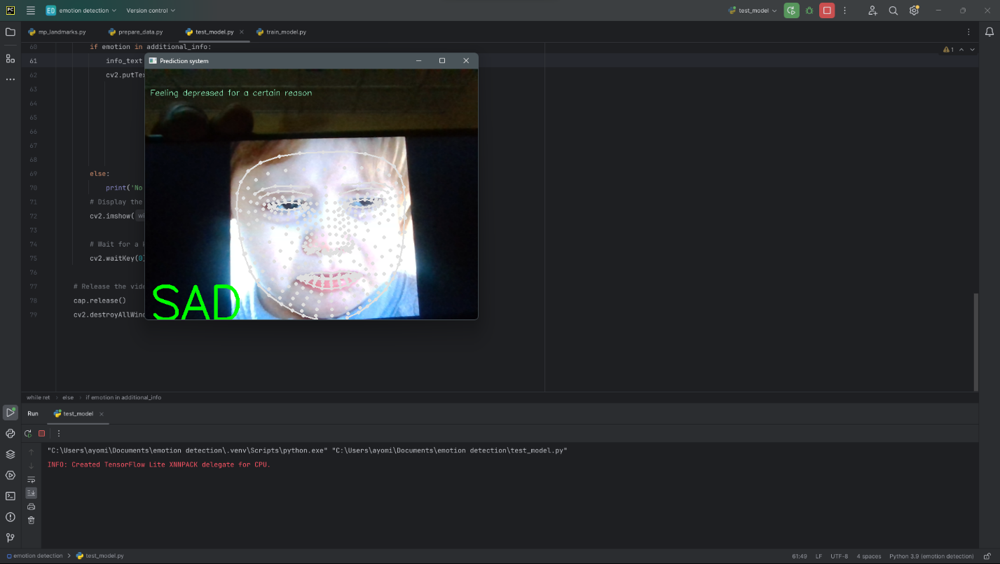 PC
ED emotion detection
Version control
test_model
mp_landmarks.py
prepare_data.py
test_model.py
train_model.py
60 if emotion in additional_info:
1
61 info_text
62 cv2.putTe
63
64
65
66
67
68
69 else:
70 print('No
71 # Display the
72 cv2.imshow( wi
73
74 # Wait for a
75 cv2.waitKey(0)
76
77 # Release the vide
78 cap.release()
79 cv2.destroyAllWin
Prediction system
Feeling depressed for a certain reason
SAD
while ret > else > if emotion in additional_info
Run test_model
"C:\Users\ayomi\Documents\emotion detection\.venv\Scripts\python.exe" "C:\Users\ayomi\Documents\emotion detection\test_model.py"
INFO: Created TensorFlow Lite XNNPACK delegate for CPU.
emotion detection > test_model.py
61:49 LF UTF-8 4 spaces Python 3.9 (emotion detection)